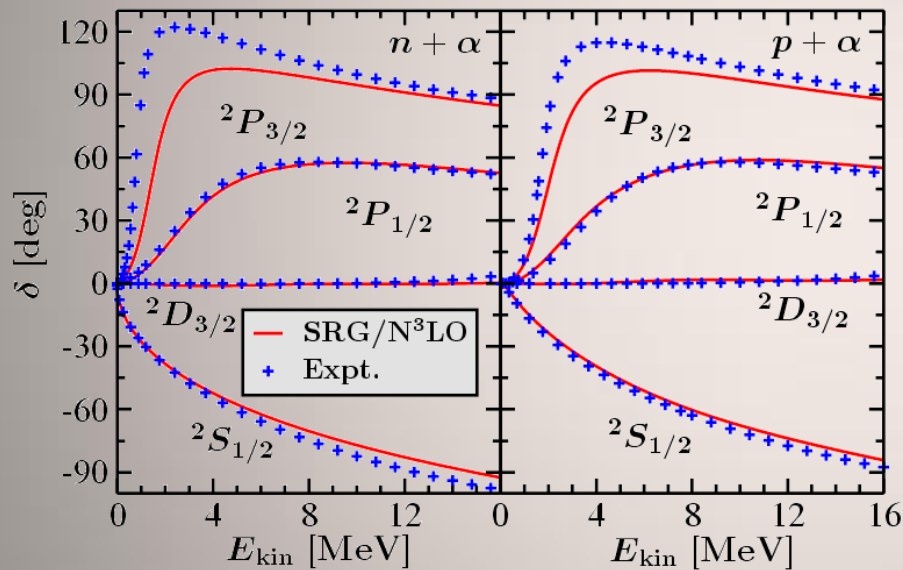 120
90
60
30
0
-30
-60
-90
δ [deg]
n + α
²P₃/₂
²P₁/₂
²D₃/₂
²S₁/₂
SRG/N³LO
Expt.
0 4 8 12
E_kin [MeV]
p + α
²P₃/₂
²P₁/₂
²D₃/₂
²S₁/₂
0 4 8 12 16
E_kin [MeV]